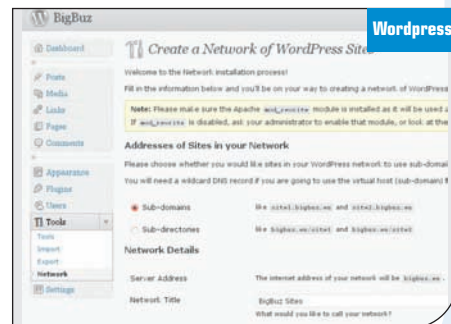 BigBuz
Wordpress
Dashboard
Create a Network of WordPress Sites
Posts
Media
Links
Pages
Comments
Appearance
Plugins
Users
Tools
Tools
Import
Export
Network
Settings
Welcome to the Network installation process!
Fill in the information below and you'll be on your way to creating a network of WordPress
Note: Please make sure the Apache mod_rewrite module is installed as it will be used
If mod_rewrite is disabled, ask your administrator to enable that module, or look at the
Addresses of Sites in your Network
Please choose whether you would like sites in your WordPress network to use sub-domai
You will need a wildcard DNS record if you are going to use the virtual host (sub-domain) f
Sub-domains like site1.bigbuz.es and site2.bigbuz.es
Sub-directories like bigbuz.es/site1 and bigbuz.es/site2
Network Details
Server Address The internet address of your network will be bigbuz.es.
Network Title BigBuz Sites
What would you like to call your network?